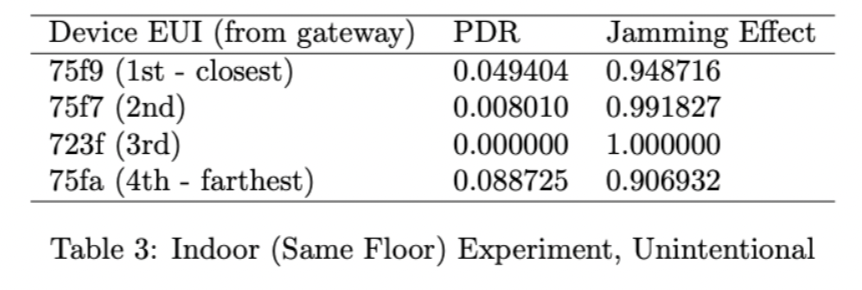 Device EUI (from gateway) PDR Jamming Effect
75f9 (1st - closest) 0.049404 0.948716
75f7 (2nd) 0.008010 0.991827
723f (3rd) 0.000000 1.000000
75fa (4th - farthest) 0.088725 0.906932
Table 3: Indoor (Same Floor) Experiment, Unintentional